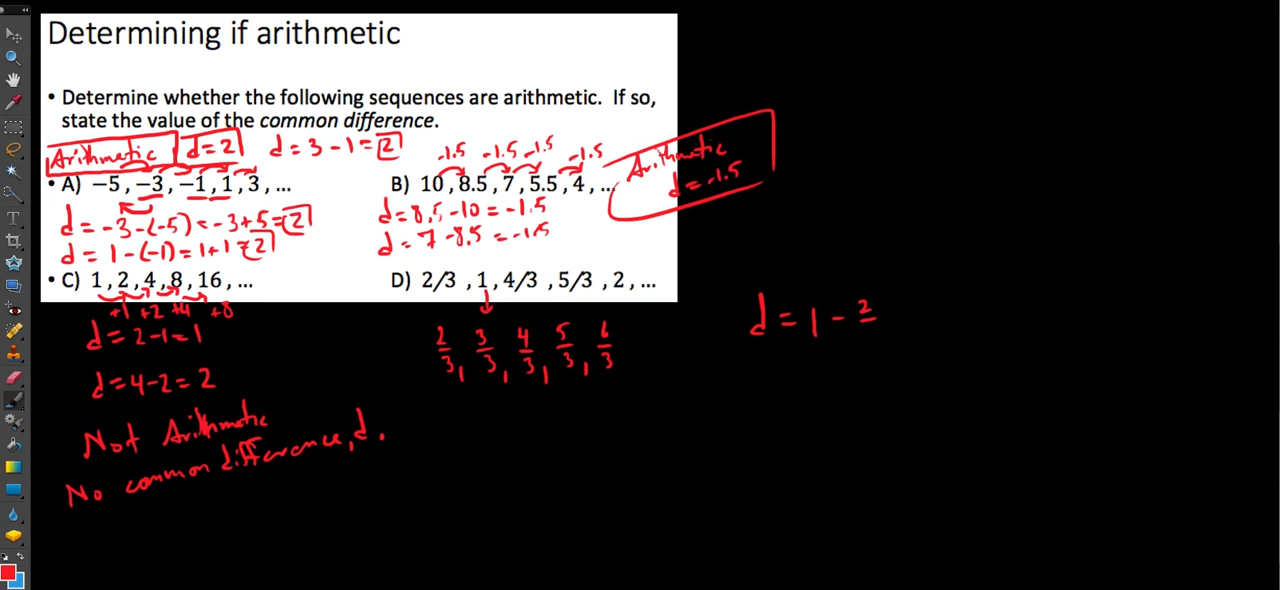 Determining if arithmetic
• Determine whether the following sequences are arithmetic. If so,
state the value of the common difference.
Arithmetic d=2 d=3-1=2
-1.5 -1.5 -1.5 -1.5
Arithmetic
d=-1.5
• A) −5 , −3 , −1 , 1 , 3 , ...
B) 10 , 8.5 , 7 , 5.5 , 4 , ...
d=-3-(-5)=-3+5=2
d=1-(-1)=1+1=2
d=8.5-10=-1.5
d=7-8.5=-1.5
• C) 1 , 2 , 4 , 8 , 16 , ...
D) 2/3 , 1 , 4/3 , 5/3 , 2 , ...
+1 +2 +4 +8
d=2-1=1
d=4-2=2
Not Arithmetic
No common difference, d.
2/3, 3/3, 4/3, 5/3, 6/3
d=1-2